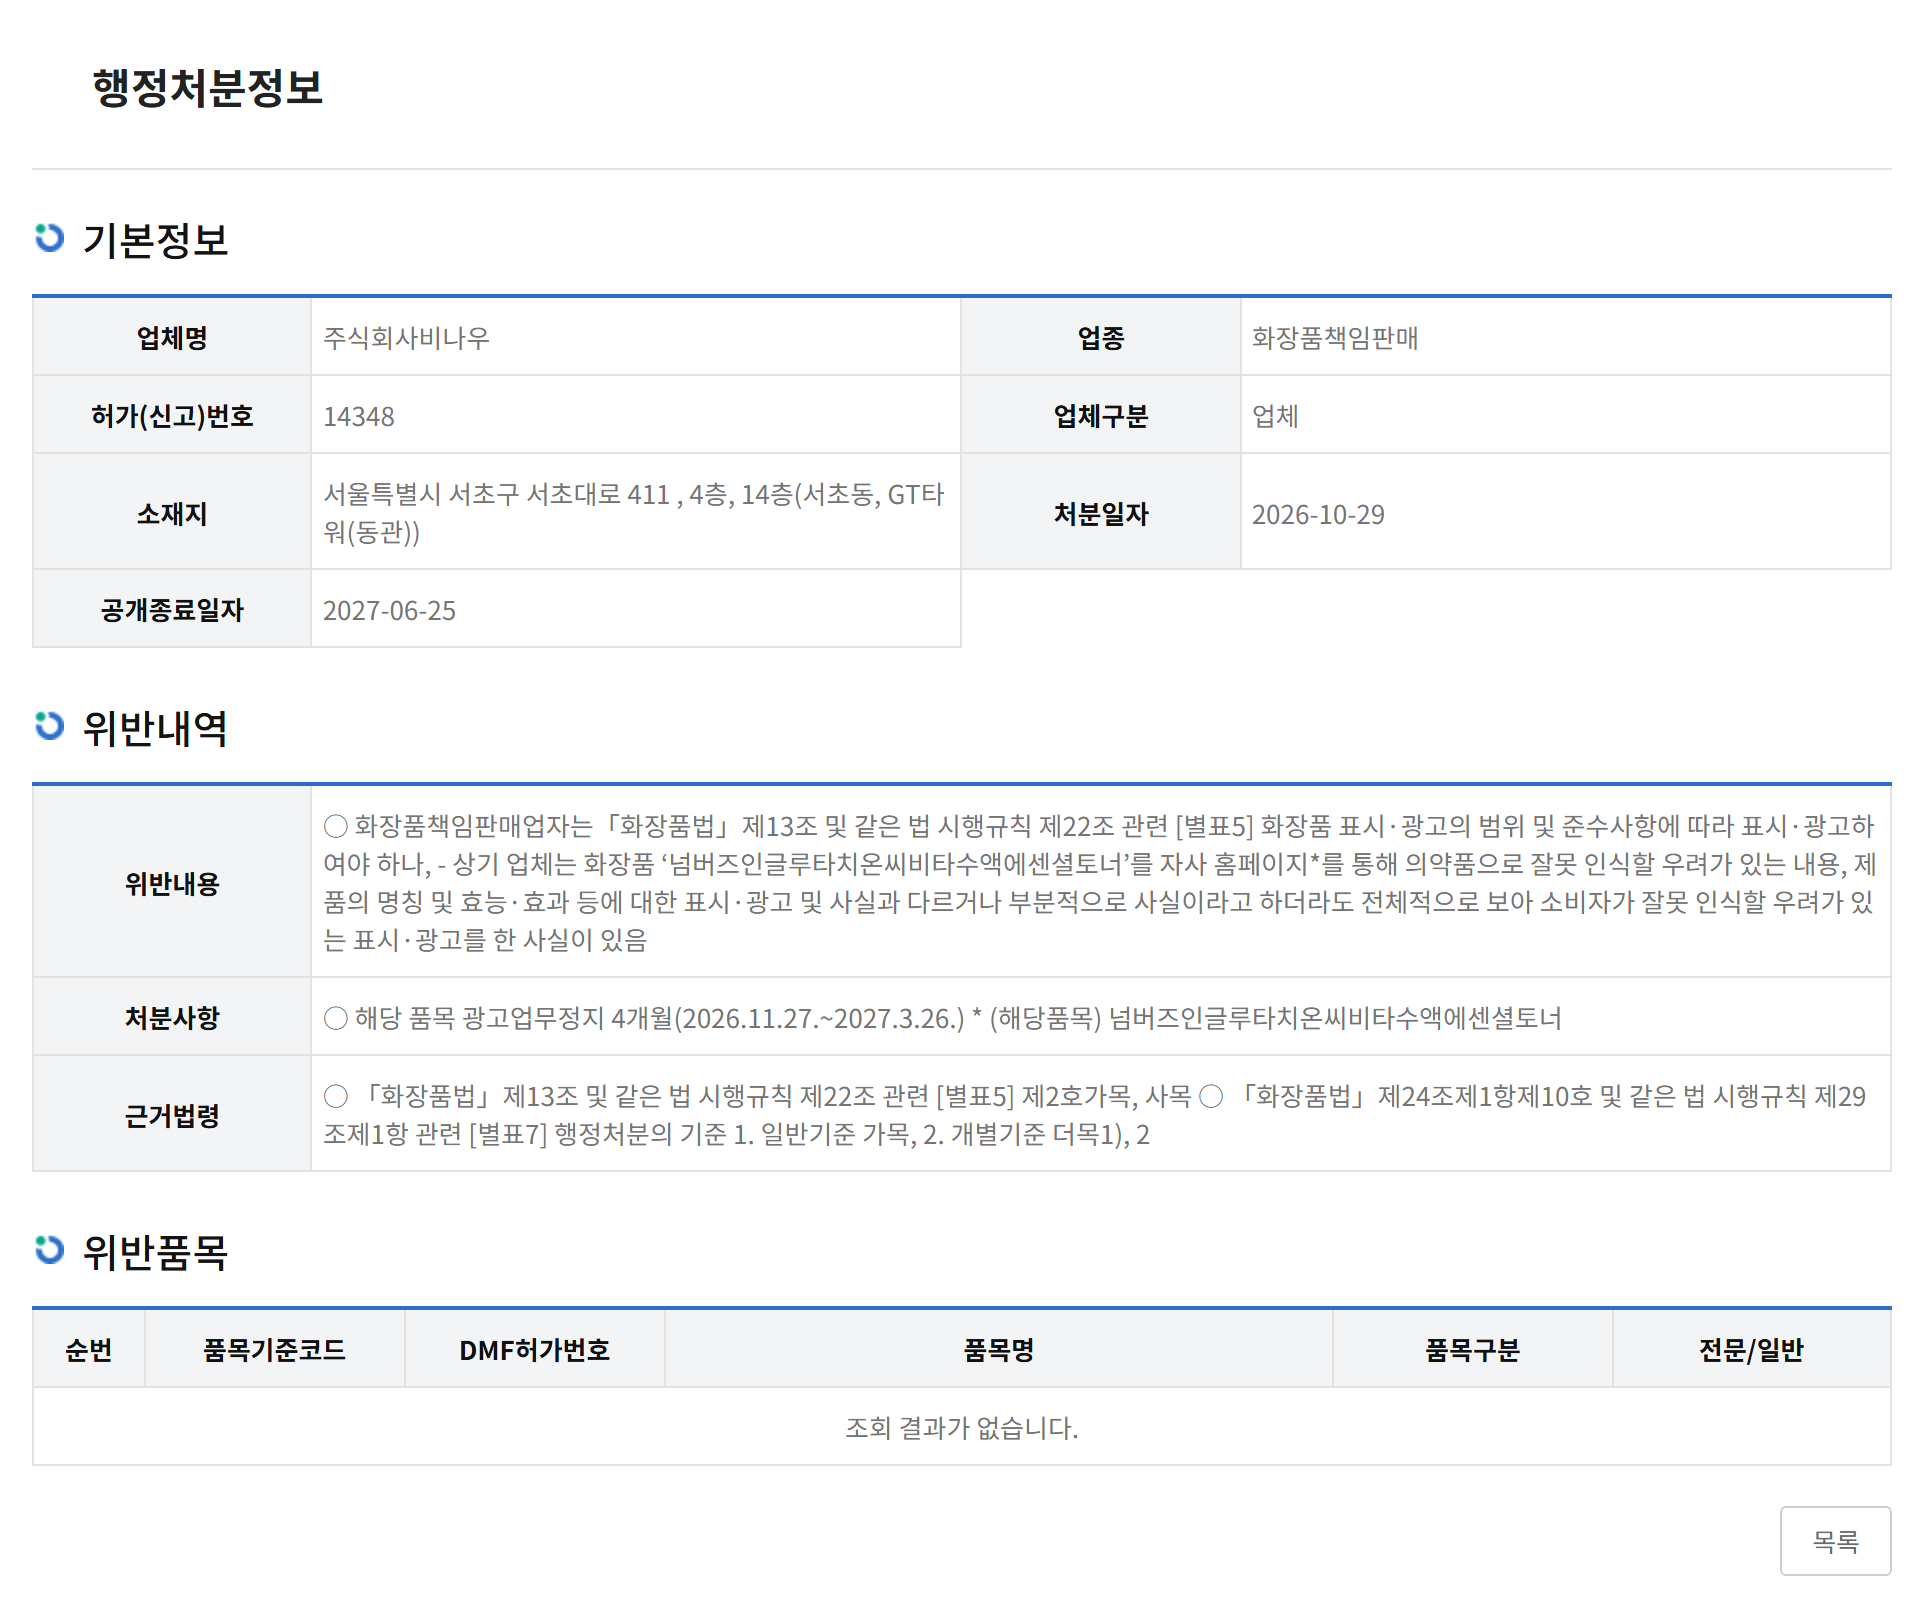 행정처분정보
기본정보
업체명 주식회사비나우 업종 화장품책임판매
허가(신고)번호 14348 업체구분 업체
소재지 서울특별시 서초구 서초대로 411 , 4층, 14층(서초동, GT타
워(동관)) 처분일자 2026-10-29
공개종료일자 2027-06-25
위반내역
위반내용 ○ 화장품책임판매업자는「화장품법」제13조 및 같은 법 시행규칙 제22조 관련 [별표5] 화장품 표시·광고의 범위 및 준수사항에 따라 표시·광고하
여야 하나, - 상기 업체는 화장품 ‘넘버즈인글루타치온씨비타수액에센셜토너’를 자사 홈페이지*를 통해 의약품으로 잘못 인식할 우려가 있는 내용, 제
품의 명칭 및 효능·효과 등에 대한 표시·광고 및 사실과 다르거나 부분적으로 사실이라고 하더라도 전체적으로 보아 소비자가 잘못 인식할 우려가 있
는 표시·광고를 한 사실이 있음
처분사항 ○ 해당 품목 광고업무정지 4개월(2026.11.27.~2027.3.26.) * (해당품목) 넘버즈인글루타치온씨비타수액에센셜토너
근거법령 ○ 「화장품법」제13조 및 같은 법 시행규칙 제22조 관련 [별표5] 제2호가목, 사목 ○ 「화장품법」제24조제1항제10호 및 같은 법 시행규칙 제29
조제1항 관련 [별표7] 행정처분의 기준 1. 일반기준 가목, 2. 개별기준 더목1), 2
위반품목
순번 품목기준코드 DMF허가번호 품목명 품목구분 전문/일반
조회 결과가 없습니다.
목록